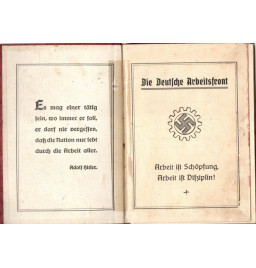 Es mag einer tätig
sein, wo immer er soll,
er darf nie vergessen,
daß die Nation nur lebt
durch die Arbeit aller.
Adolf Hitler.
Die Deutsche Arbeitsfront
Arbeit ist Schöpfung,
Arbeit ist Disziplin!